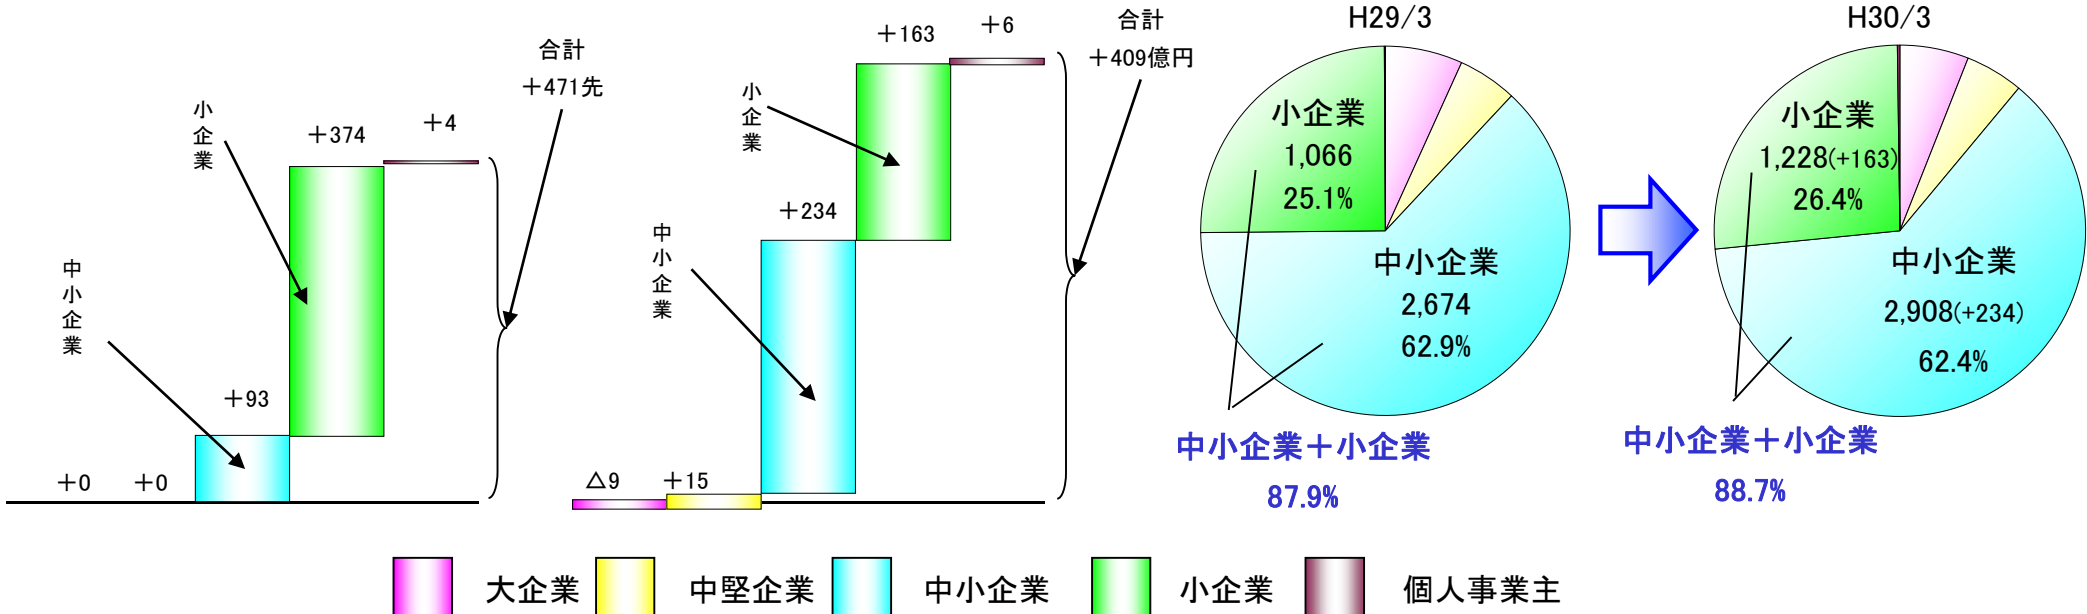 合計
+471先
小企業
+374
+4
中小企業
+93
+0
+0
合計
+409億円
+163
+6
小企業
+234
中小企業
△9
+15
H29/3
小企業
1,066
25.1%
中小企業
2,674
62.9%
中小企業+小企業
87.9%
H30/3
小企業
1,228(+163)
26.4%
中小企業
2,908(+234)
62.4%
中小企業+小企業
88.7%
大企業
中堅企業
中小企業
小企業
個人事業主